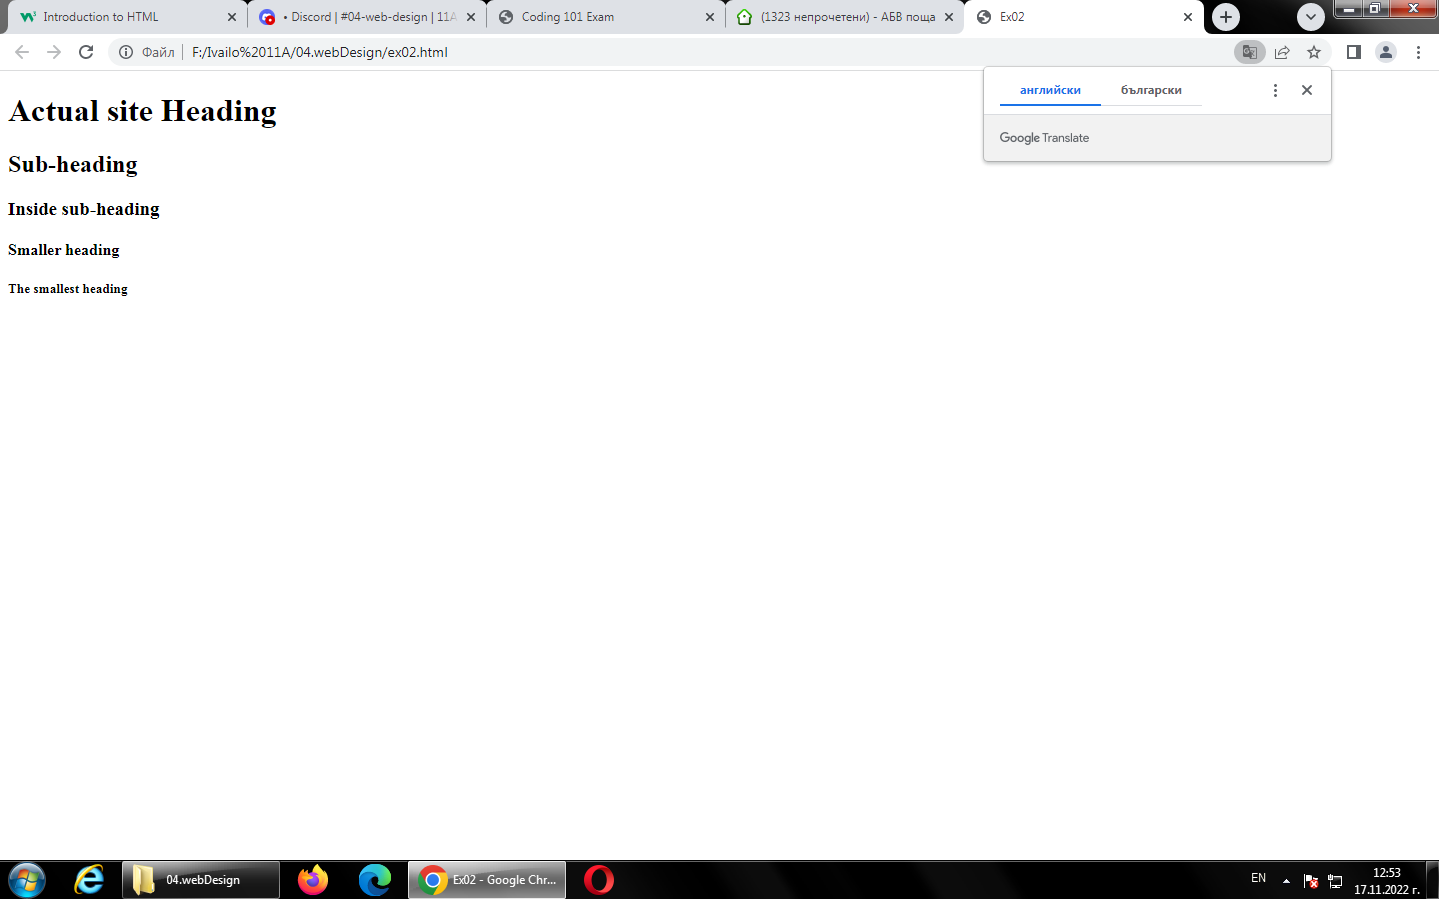 Introduction to HTML
• Discord | #04-web-design | 11A
Coding 101 Exam
(1323 непрочетени) - АБВ поща
Ex02
Файл
F:/Ivailo%2011A/04.webDesign/ex02.html
английски
български
Google Translate
Actual site Heading
Sub-heading
Inside sub-heading
Smaller heading
The smallest heading
04.webDesign
Ex02 - Google Chr...
EN
12:53
17.11.2022 г.